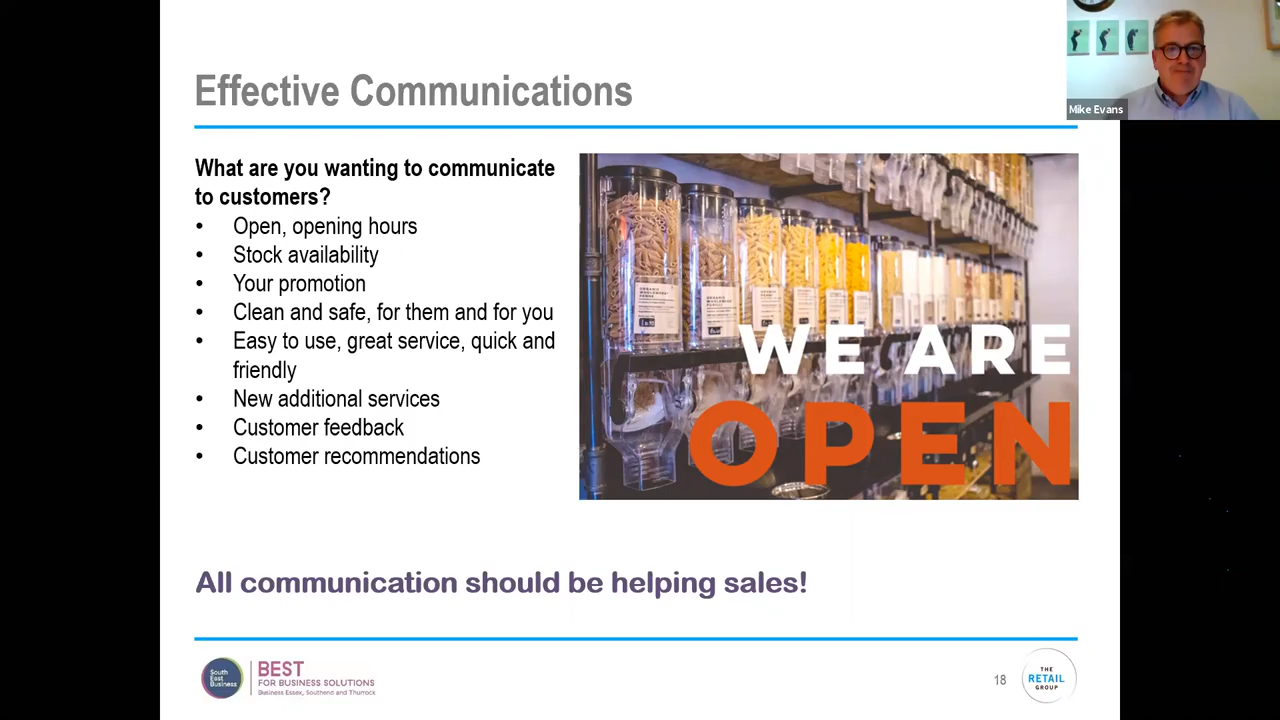 Effective Communications
Mike Evans
What are you wanting to communicate
to customers?
• Open, opening hours
• Stock availability
• Your promotion
• Clean and safe, for them and for you
• Easy to use, great service, quick and
friendly
• New additional services
• Customer feedback
• Customer recommendations
WE ARE
OPEN
All communication should be helping sales!
South
East
Business
BEST
FOR BUSINESS SOLUTIONS
Business Essex, Southend and Thurrock
18
THE
RETAIL
GROUP